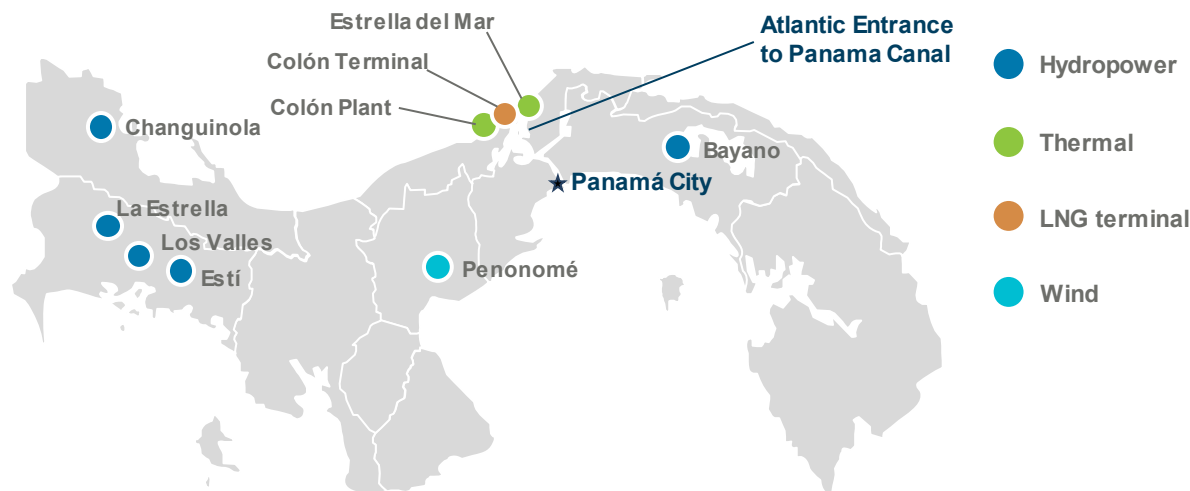 Estrella del Mar
Colón Terminal
Colón Plant
Atlantic Entrance
to Panama Canal
Changuinola
Bayano
Panamá City
La Estrella
Los Valles
Estí
Penonomé
Hydropower
Thermal
LNG terminal
Wind